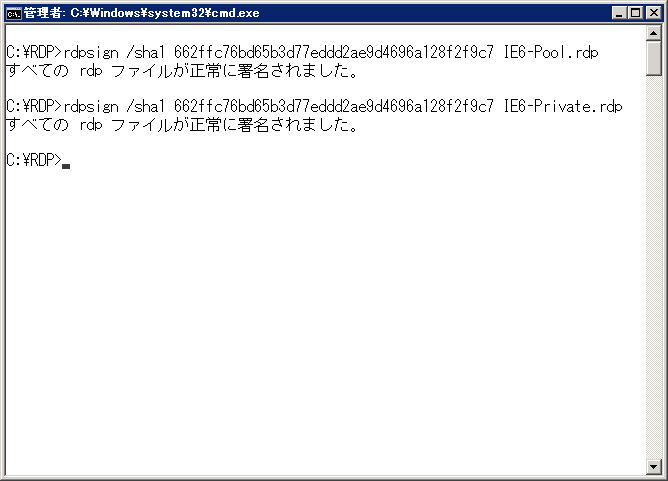 管理者: C:¥Windows¥system32¥cmd.exe
C:¥RDP>rdpsign /sha1 662ffc76bd65b3d77eddd2ae9d4696a128f2f9c7 IE6-Pool.rdp
すべての rdp ファイルが正常に署名されました。
C:¥RDP>rdpsign /sha1 662ffc76bd65b3d77eddd2ae9d4696a128f2f9c7 IE6-Private.rdp
すべての rdp ファイルが正常に署名されました。
C:¥RDP>